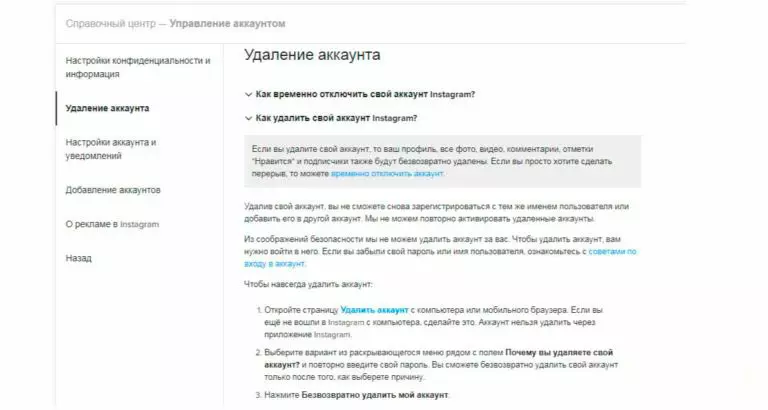 Справочный центр — Управление аккаунтом
Настройки конфиденциальности и
информация
Удаление аккаунта
Настройки аккаунта и
уведомлений
Добавление аккаунтов
О рекламе в Instagram
Назад
Удаление аккаунта
Как временно отключить свой аккаунт Instagram?
Как удалить свой аккаунт Instagram?
Если вы удалите свой аккаунт, то ваш профиль, все фото, видео, комментарии, отметки
"Нравится" и подписчики также будут безвозвратно удалены. Если вы просто хотите сделать
перерыв, то можете временно отключить аккаунт.
Удалив свой аккаунт, вы не сможете снова зарегистрироваться с тем же именем пользователя или
добавить его в другой аккаунт. Мы не можем повторно активировать удаленные аккаунты.
Из соображений безопасности мы не можем удалить аккаунт за вас. Чтобы удалить аккаунт, вам
нужно войти в него. Если вы забыли свой пароль или имя пользователя, ознакомьтесь с советами по
входу в аккаунт.
Чтобы навсегда удалить аккаунт:
1. Откройте страницу Удалить аккаунт с компьютера или мобильного браузера. Если вы
ещё не вошли в Instagram с компьютера, сделайте это. Аккаунт нельзя удалить через
приложение Instagram.
2. Выберите вариант из раскрывающегося меню рядом с полем Почему вы удаляете свой
аккаунт? и повторно введите свой пароль. Вы сможете безвозвратно удалить свой аккаунт
только после того, как выберете причину.
3. Нажмите Безвозвратно удалить мой аккаунт.